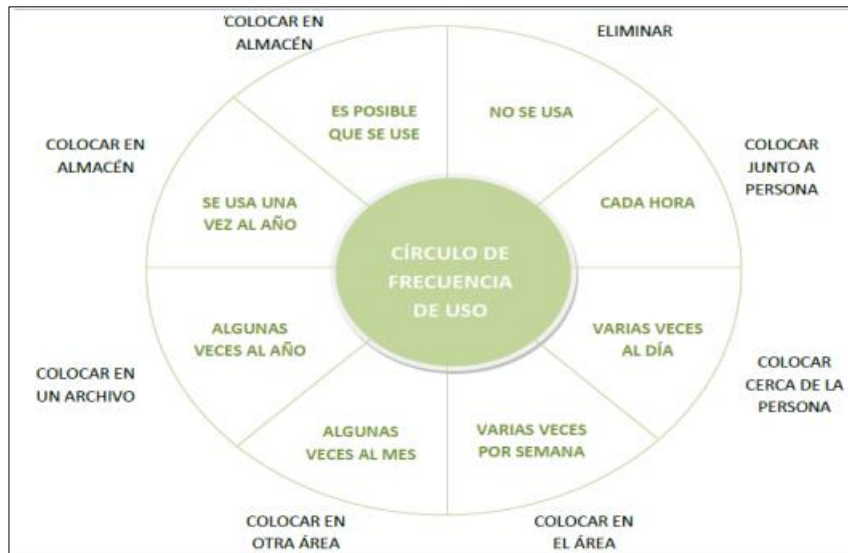 COLOCAR EN
ALMACÉN
ELIMINAR
ES POSIBLE
QUE SE USE
NO SE USA
COLOCAR EN
ALMACÉN
COLOCAR
JUNTO A
PERSONA
SE USA UNA
VEZ AL AÑO
CADA HORA
CÍRCULO DE
FRECUENCIA
DE USO
ALGUNAS
VECES AL AÑO
VARIAS VECES
AL DÍA
COLOCAR EN
UN ARCHIVO
COLOCAR
CERCA DE LA
PERSONA
ALGUNAS
VECES AL MES
VARIAS VECES
POR SEMANA
COLOCAR EN
OTRA ÁREA
COLOCAR EN
EL ÁREA